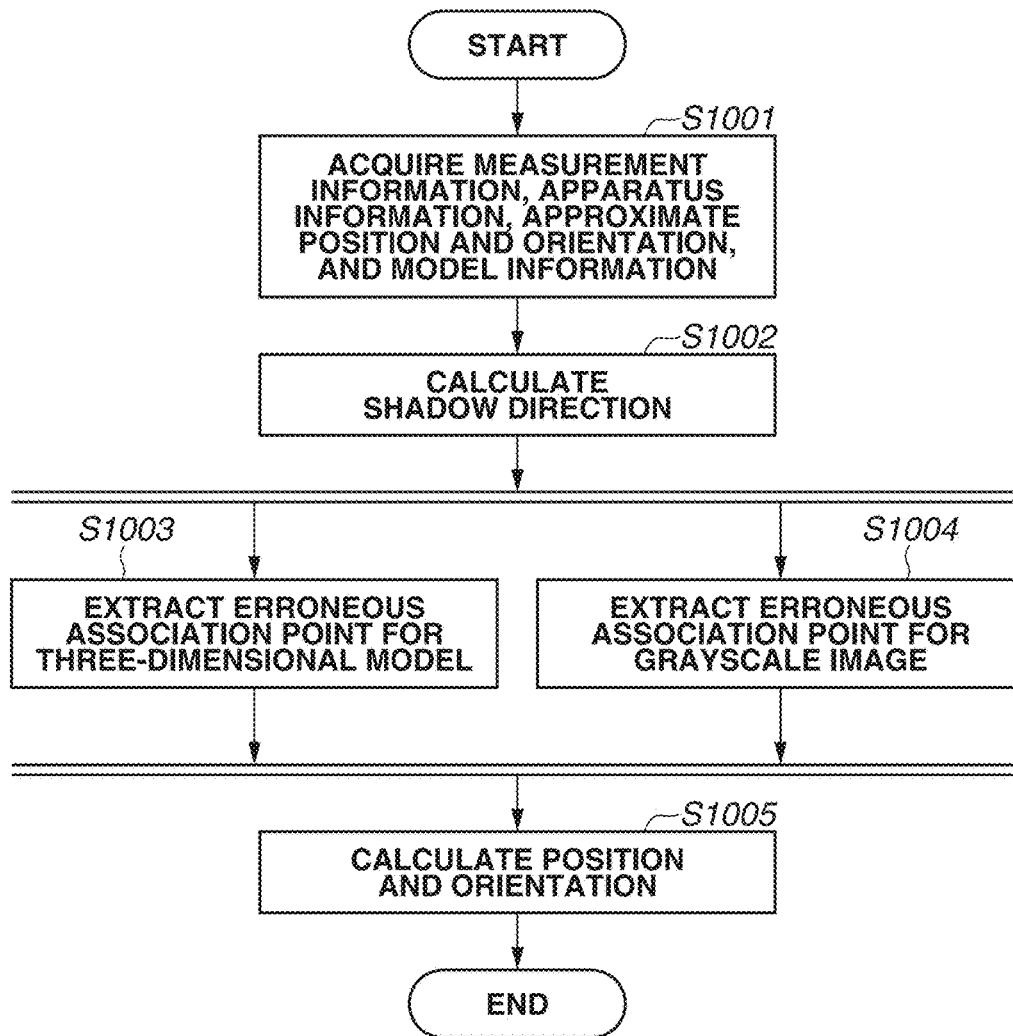 START
S1001
ACQUIRE MEASUREMENT
INFORMATION, APPARATUS
INFORMATION, APPROXIMATE
POSITION AND ORIENTATION,
AND MODEL INFORMATION
S1002
CALCULATE
SHADOW DIRECTION
S1003
EXTRACT ERRONEOUS
ASSOCIATION POINT FOR
THREE-DIMENSIONAL MODEL
S1004
EXTRACT ERRONEOUS
ASSOCIATION POINT FOR
GRAYSCALE IMAGE
S1005
CALCULATE POSITION
AND ORIENTATION
END